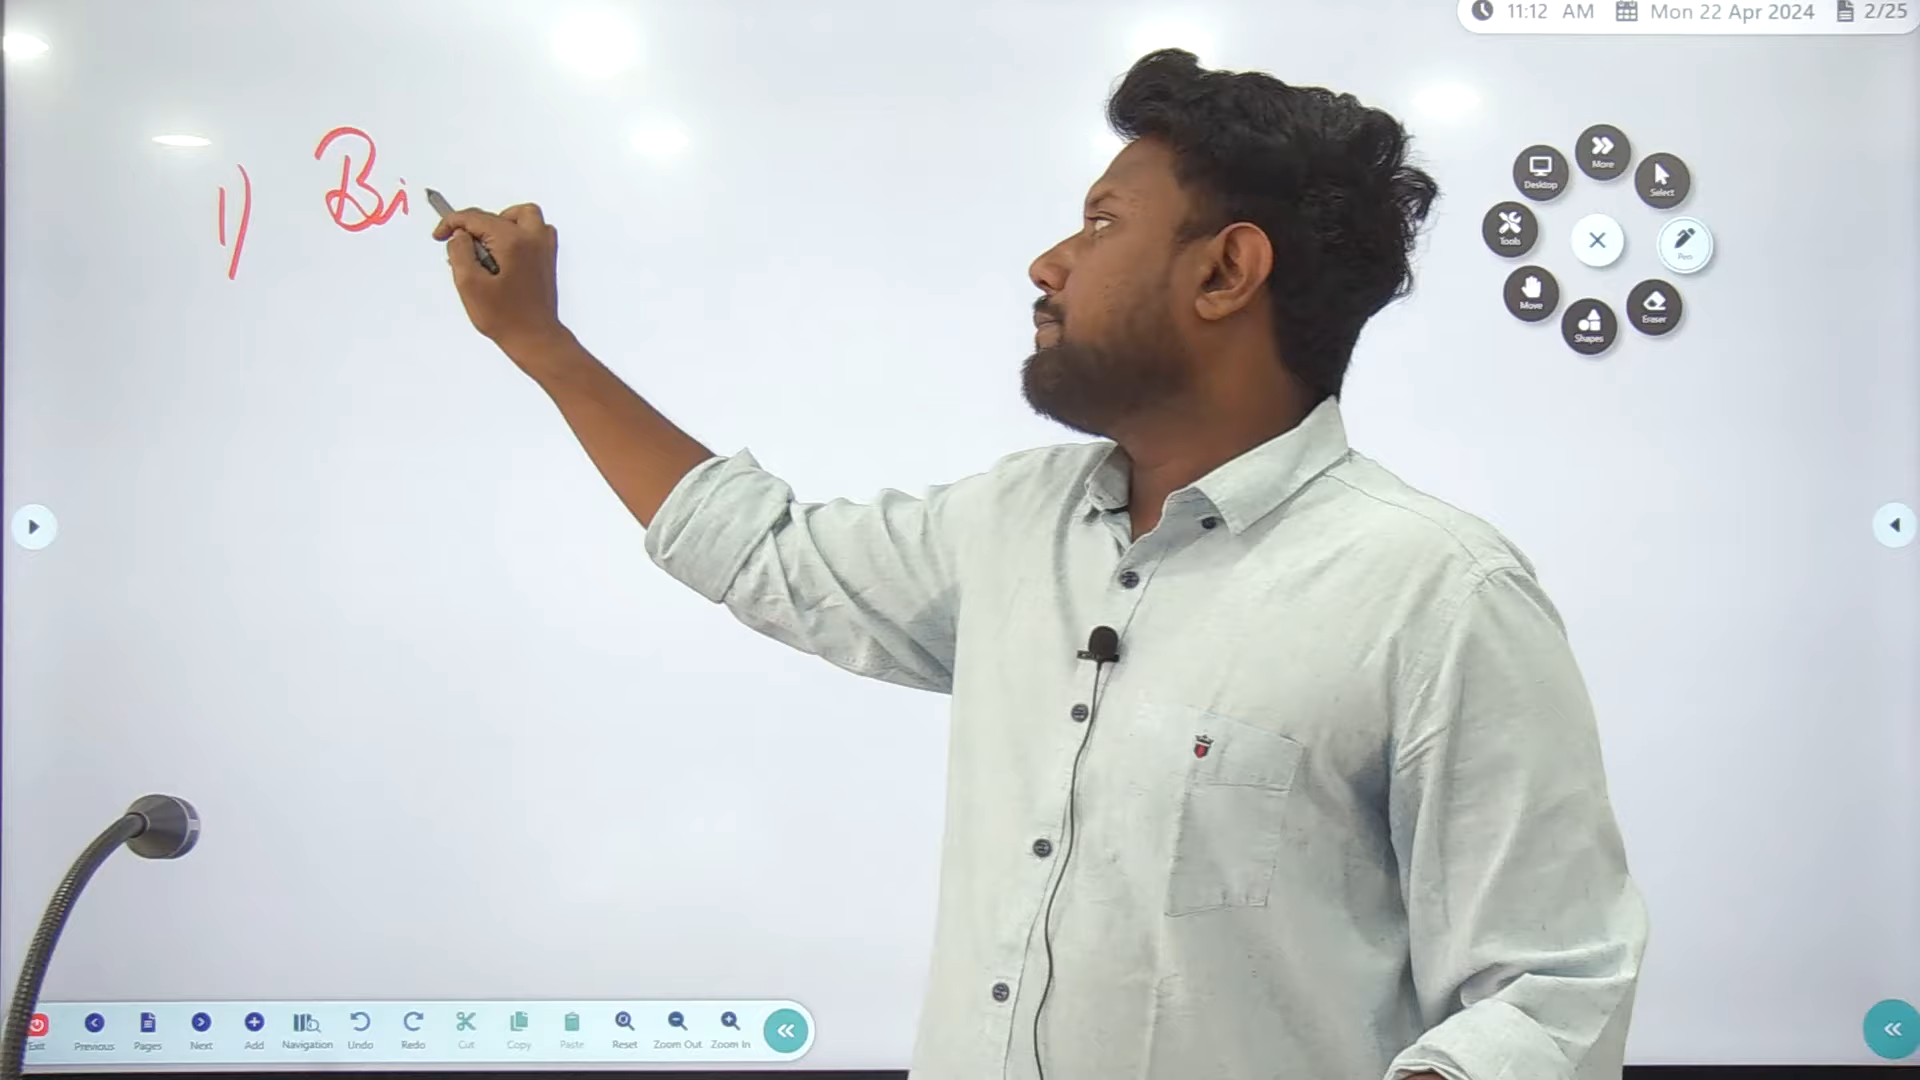 11:12 AM Mon 22 Apr 2024 2/25
1) Bi
More
Desktop
Select
Tools
Pen
Move
Eraser
Shapes
Exit Previous Pages Next Add Navigation Undo Redo Cut Copy Paste Reset Zoom Out Zoom In